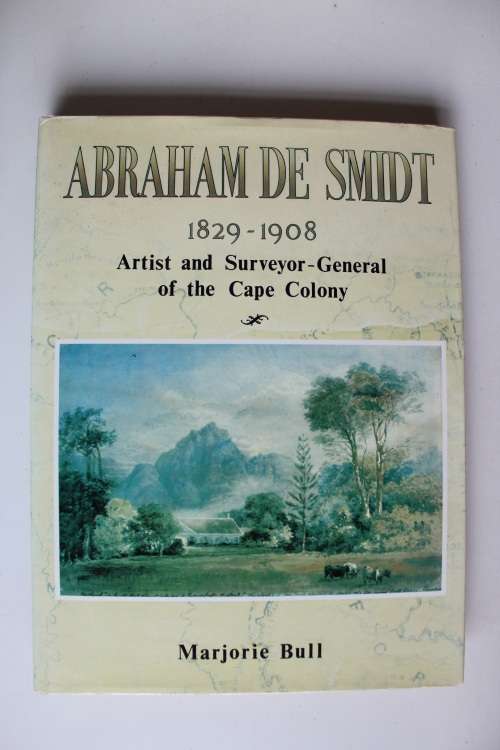 ABRAHAM DE SMIDT
1829-1908
Artist and Surveyor-General
of the Cape Colony
Marjorie Bull